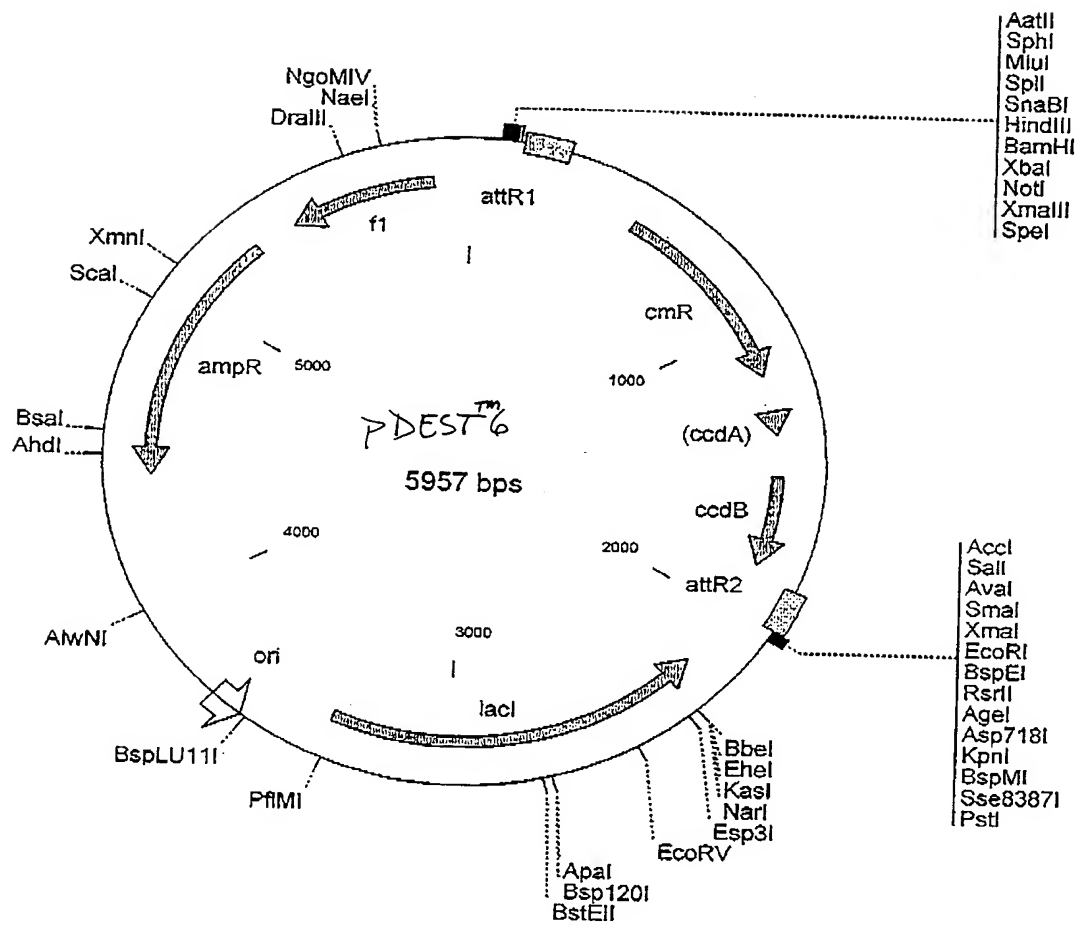 AatII
SphI
MluI
SplI
SnaBI
HindIII
BamHI
XbaI
NotI
XmaIII
SpeI
NgoMIV
NaeI
DraIII
attR1
f1
I
XmnI
ScaI
cmR
ampR
5000
1000
BsaI
AhdI
pDEST™6
(ccdA)
5957 bps
ccdB
4000
2000
attR2
AccI
SalI
AvaI
SmaI
XmaI
EcoRI
BspEI
RsrII
AgeI
Asp718I
KpnI
BspMI
Sse8387I
PstI
AlwNI
3000
ori
lacI
BspLU11I
PflMI
BbeI
EheI
KasI
NarI
Esp3I
EcoRV
ApaI
Bsp120I
BstEII